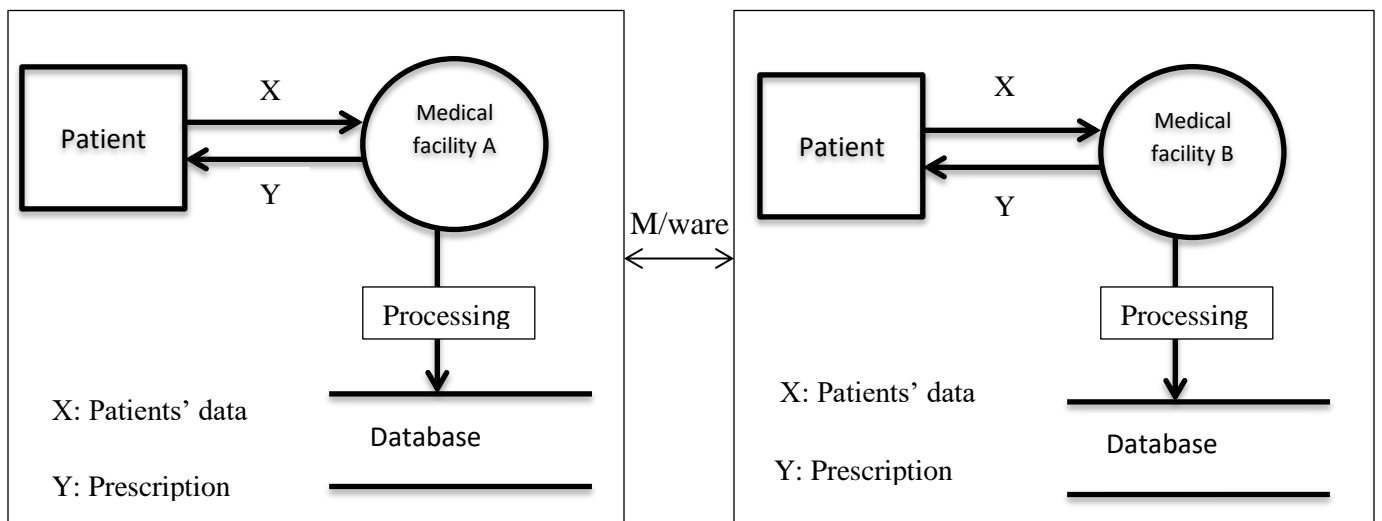 X
Patient
Medical
facility A
Y
Processing
X: Patients’ data
Database
Y: Prescription
M/ware
X
Patient
Medical
facility B
Y
Processing
X: Patients’ data
Database
Y: Prescription